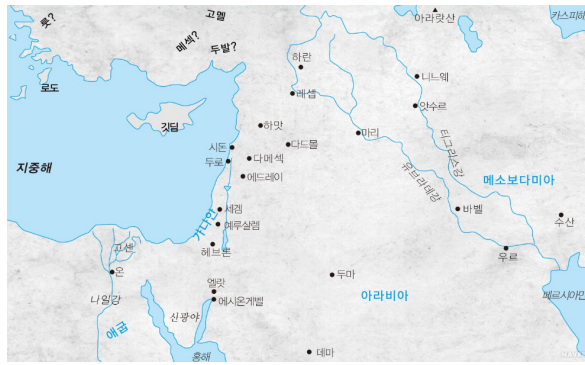 룻?
고멜
메섹?
두발?
아라랏산
카스피해
로도
하란
니느웨
레셉
앗수르
깃딤
하맛
마리
티그리스강
시돈
다드몰
두로
다메섹
지중해
에드레이
유브라데강
메소보다미아
세겜
바벨
수산
가나안
예루살렘
고센
헤브론
우르
온
두마
엘랏
아라비아
페르시아만
나일강
에시온게벨
신광야
애굽
홍해
데마